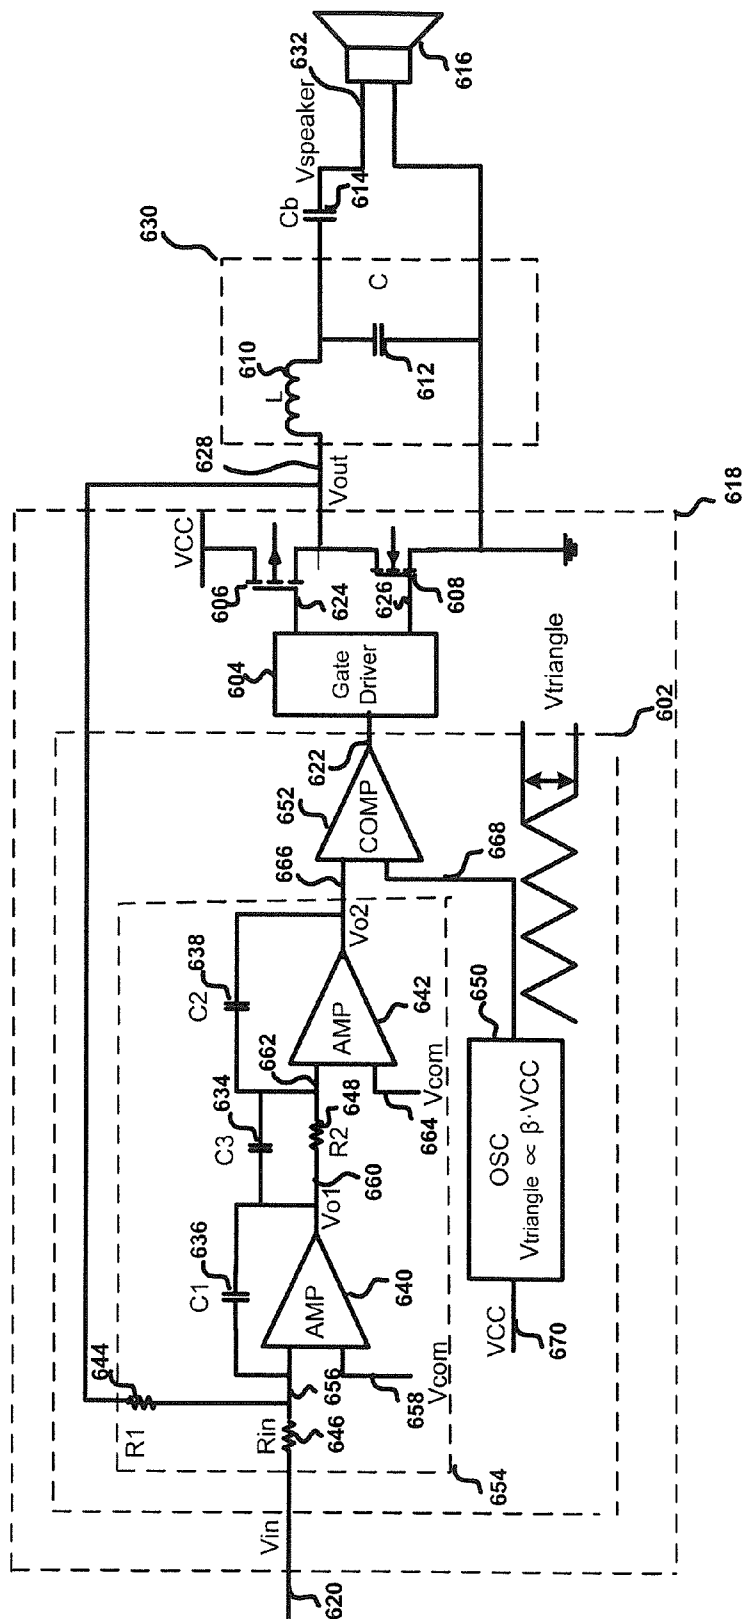 Vin
620
R1
644
Rin
646
656
658
Vcom
C1
636
AMP
640
Vo1
660
C3
634
R2
648
662
664
Vcom
C2
638
AMP
642
Vo2
666
654
VCC
670
OSC
Vtriangle ∝ β·VCC
650
668
652
COMP
622
602
Vtriangle
604
Gate
Driver
606
VCC
624
626
608
618
Vout
628
L
610
C
612
630
Cb
614
Vspeaker
632
616